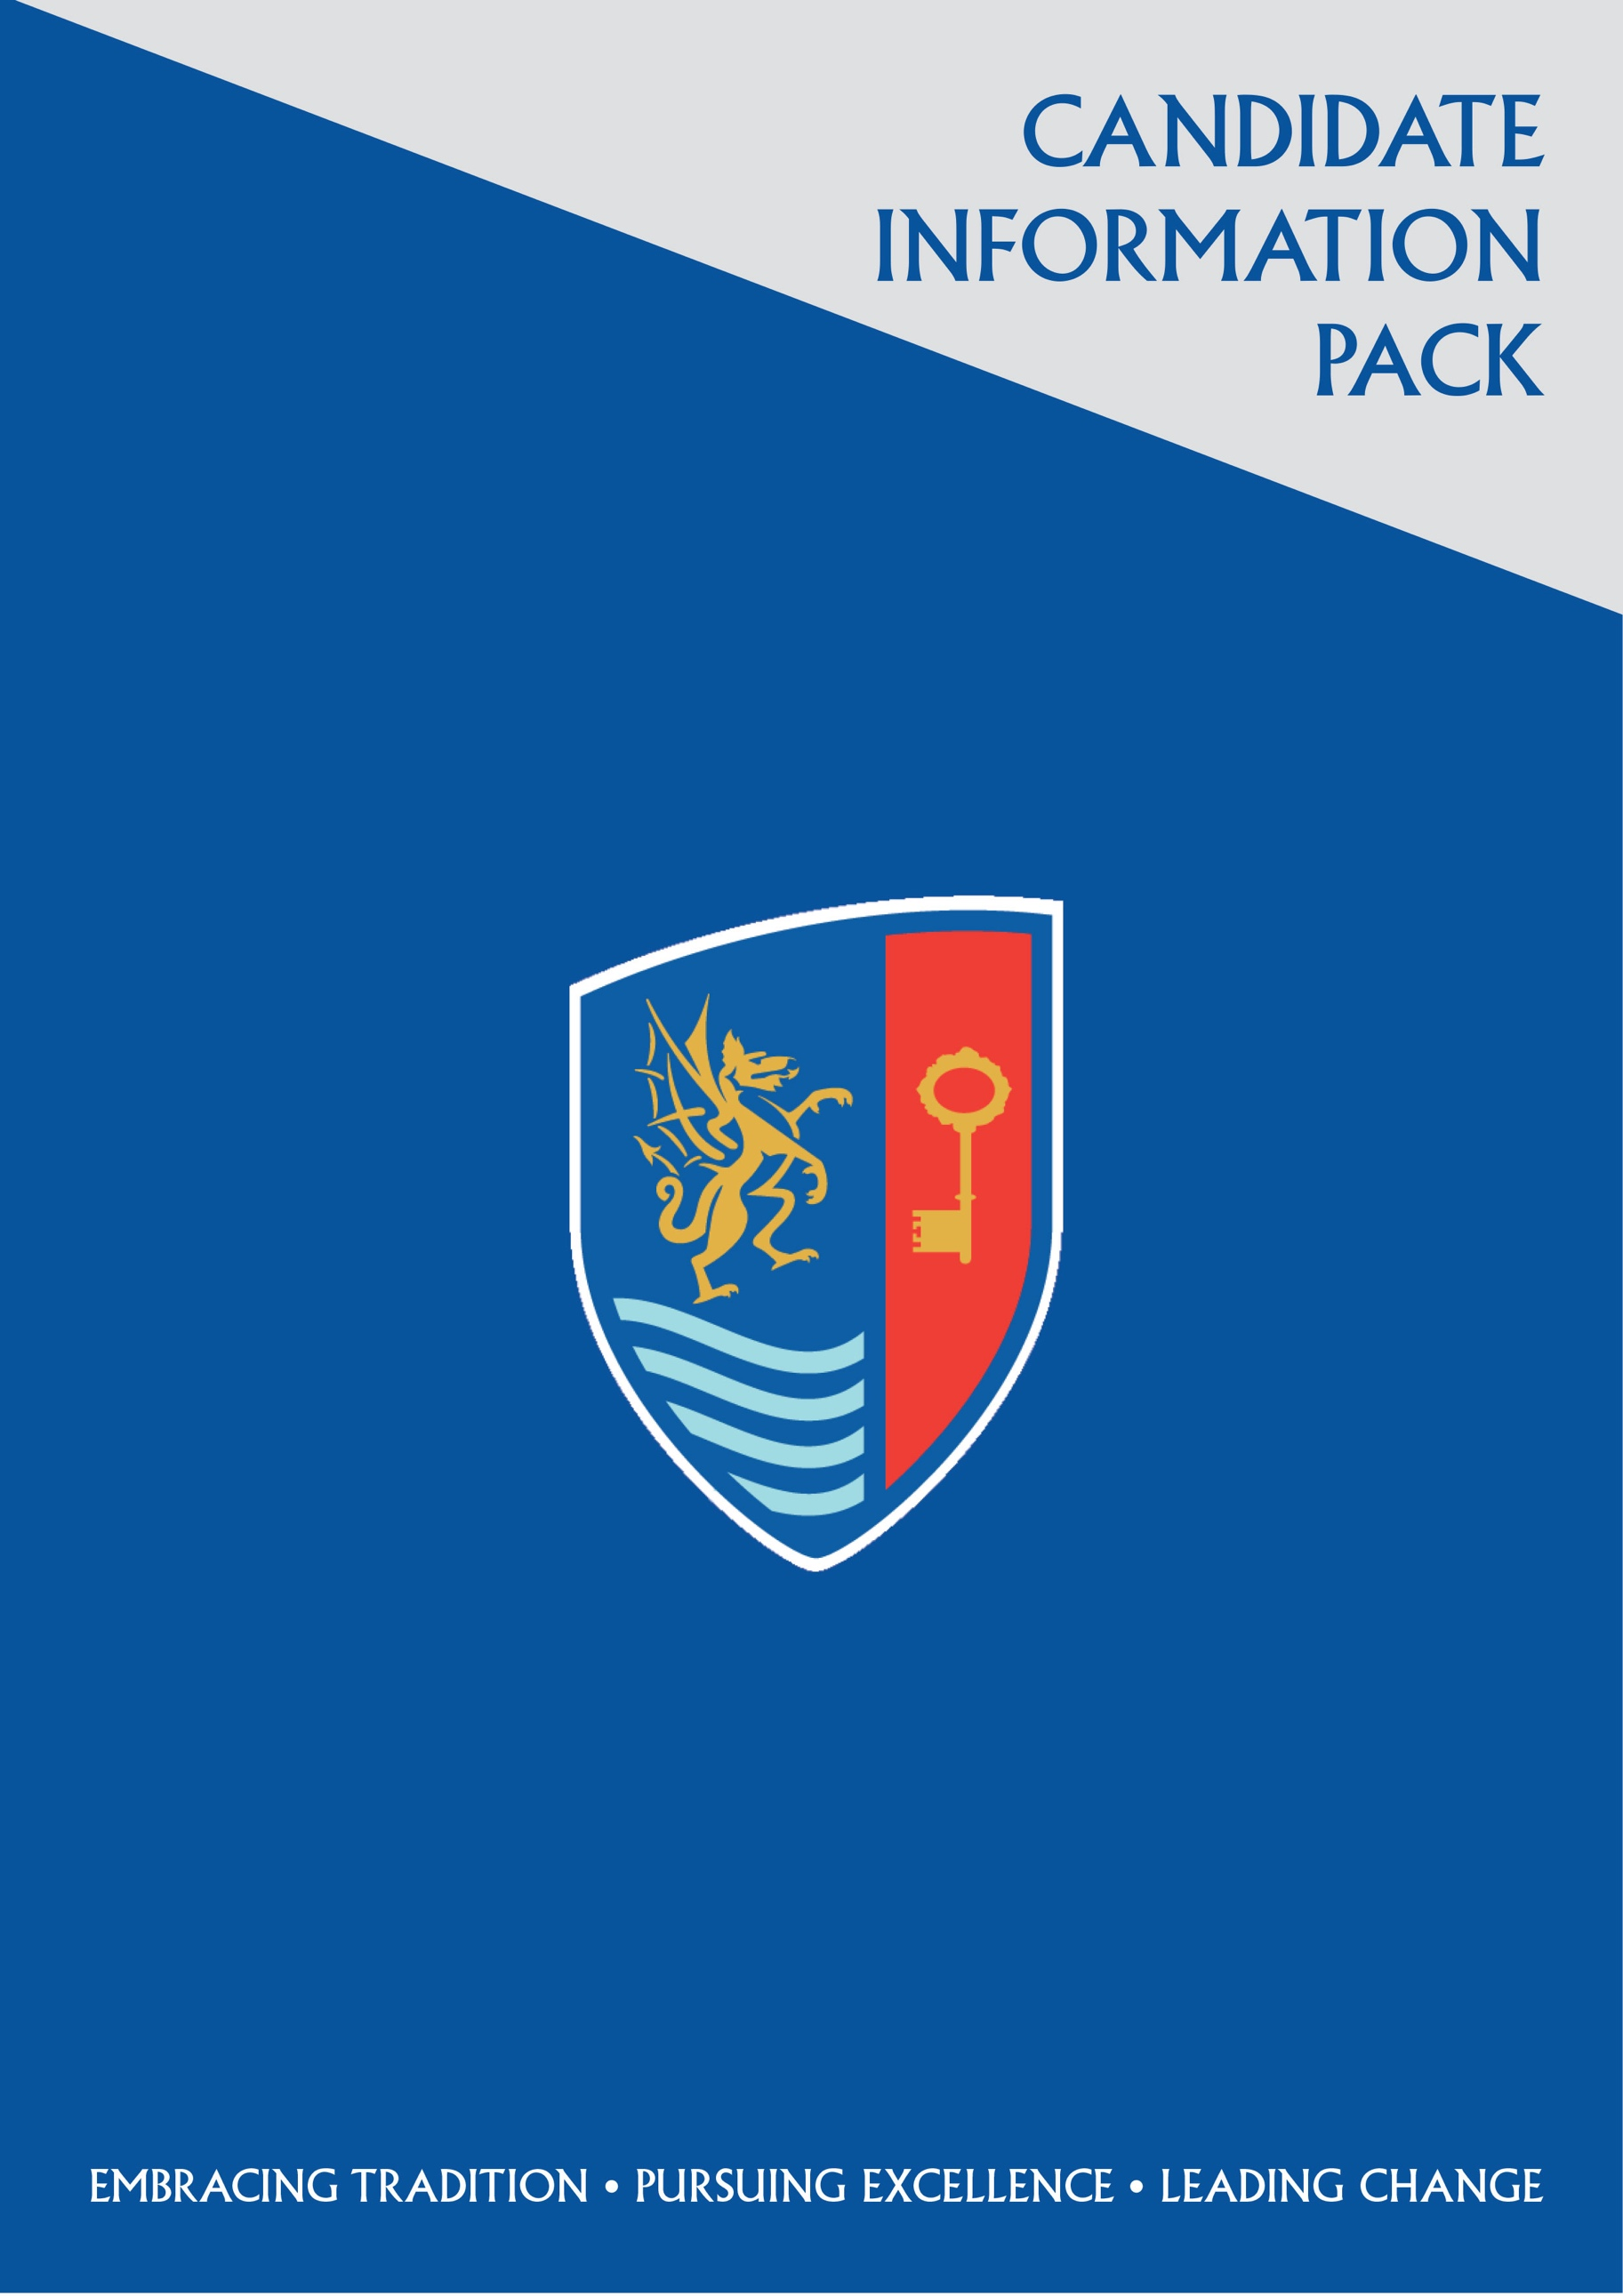 CANDIDATE
INFORMATION
PACK
EMBRACING TRADITION • PURSUING EXCELLENCE • LEADING CHANGE